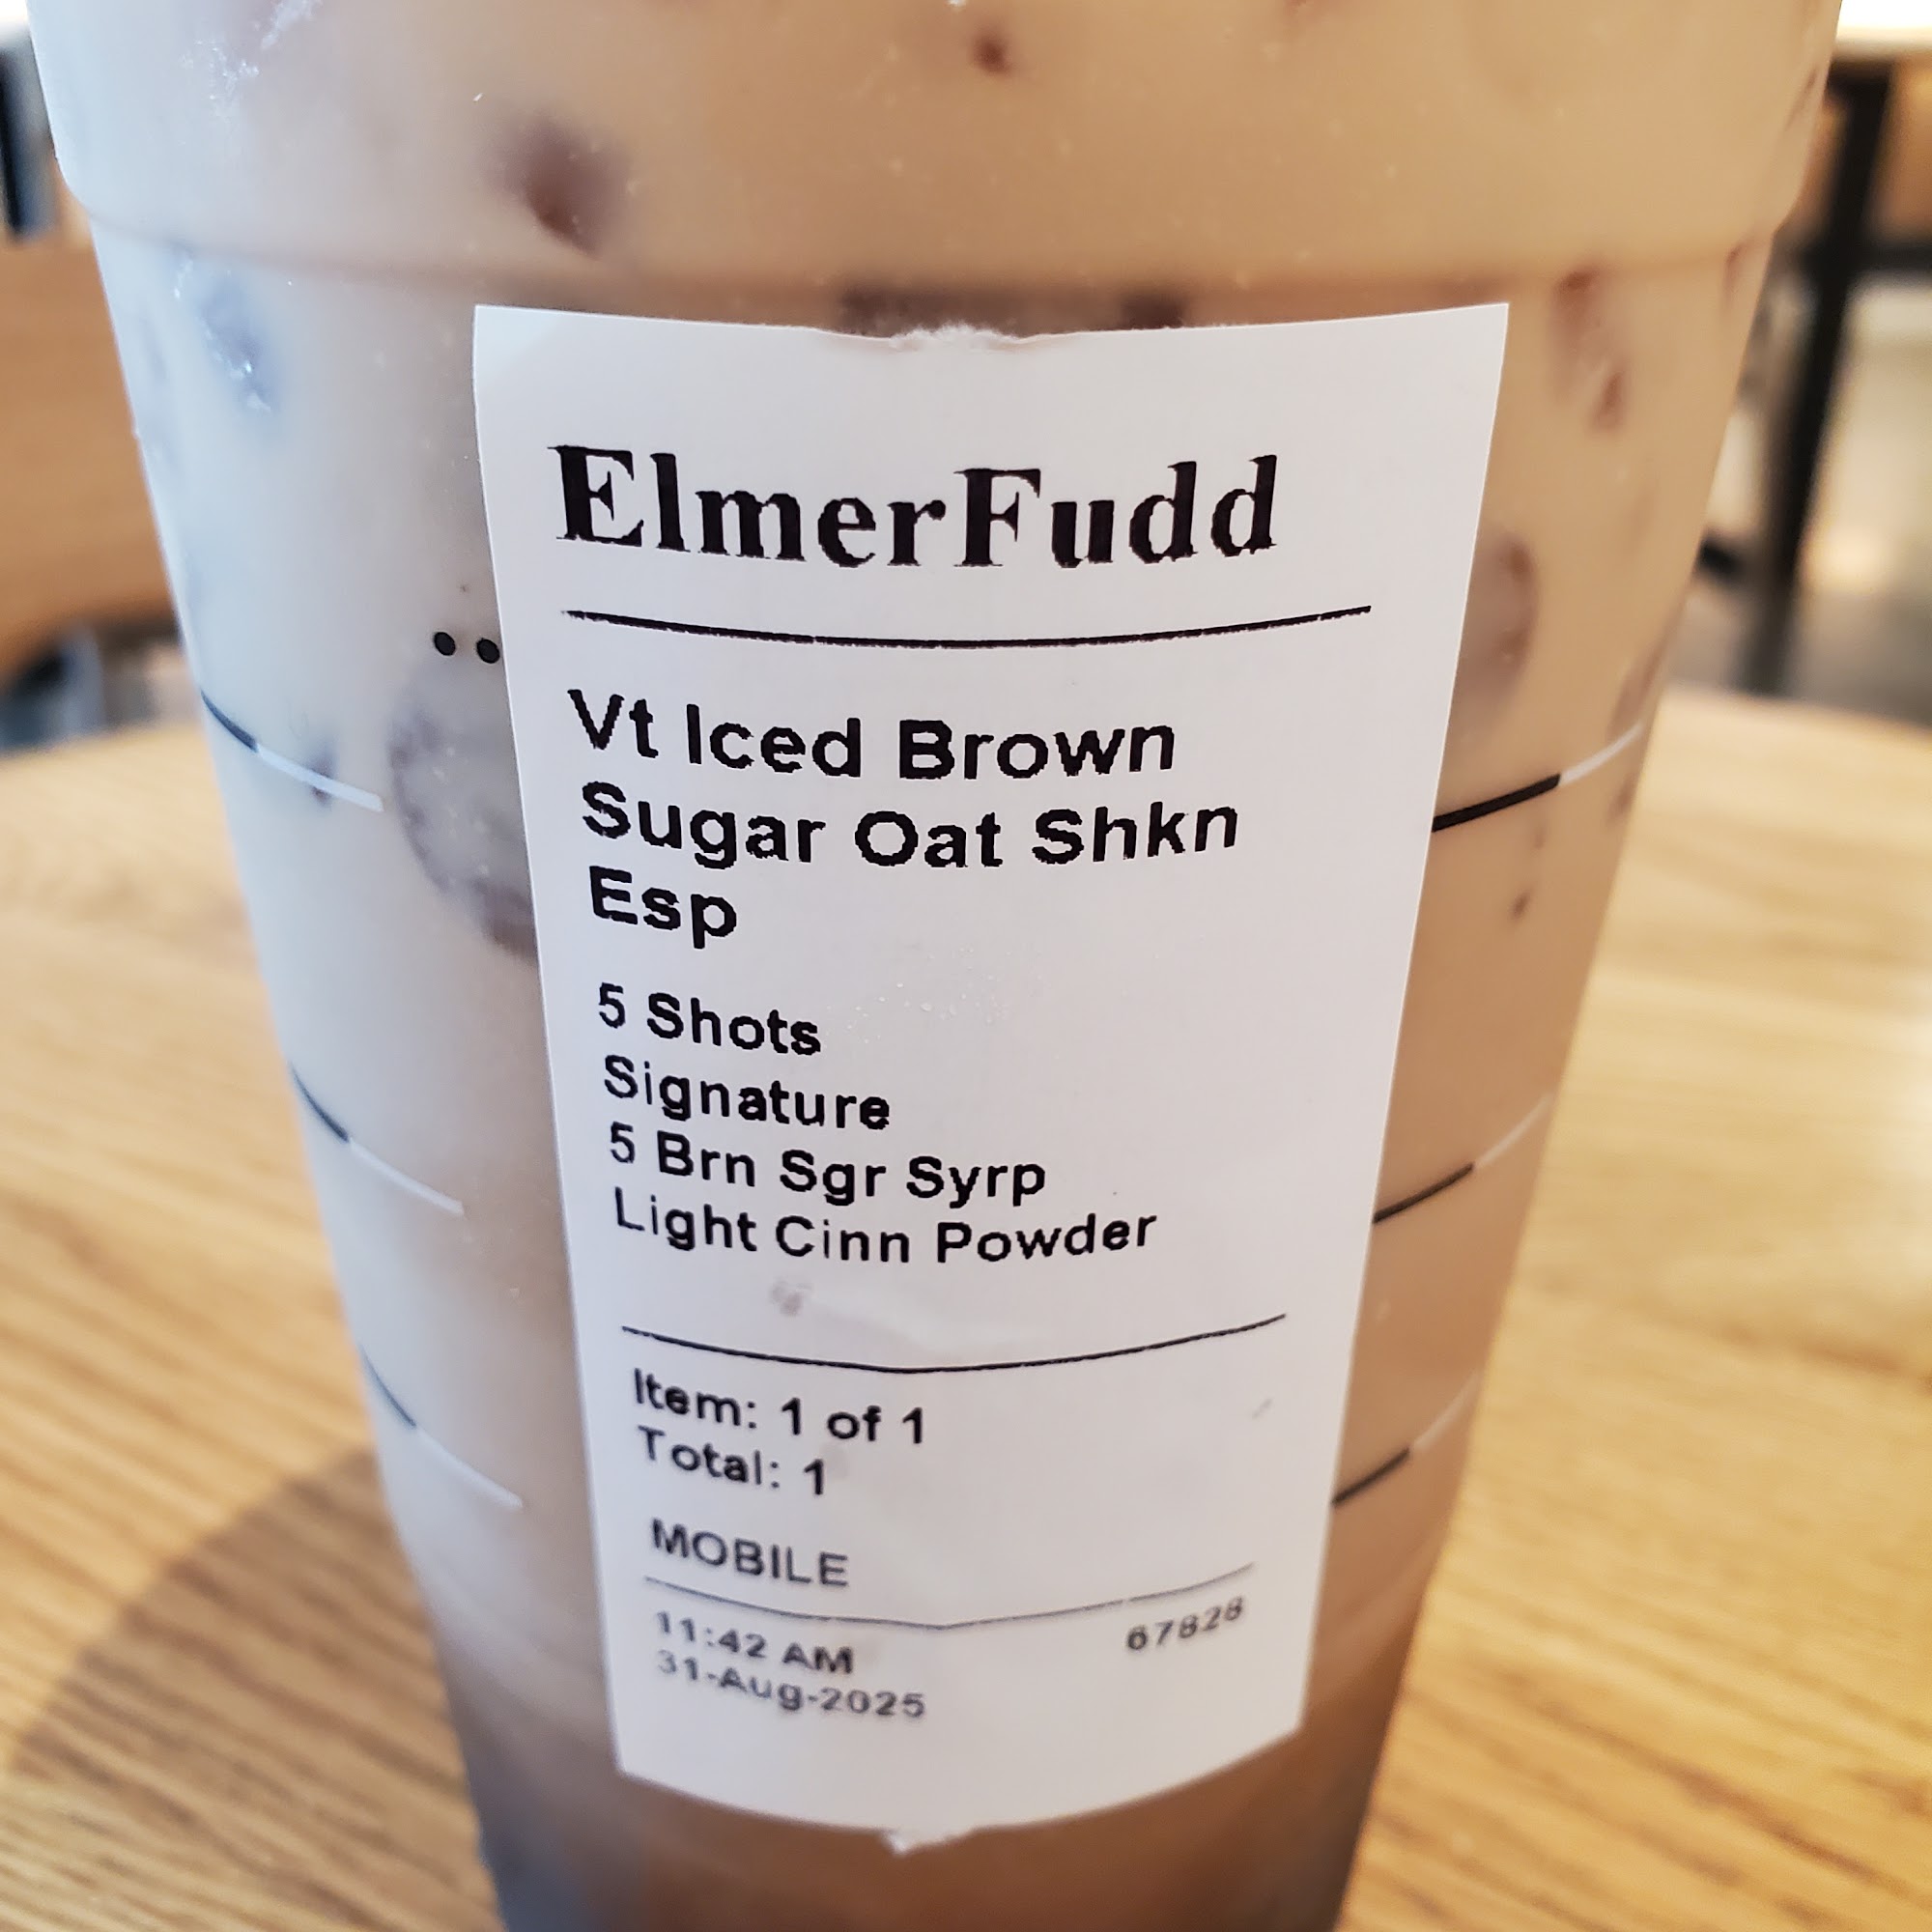 ElmerFudd
Vt Iced Brown
Sugar Oat Shkn
Esp
5 Shots
Signature
5 Brn Sgr Syrp
Light Cinn Powder
Item: 1 of 1
Total: 1
MOBILE
11:42 AM 67828
31-Aug-2025